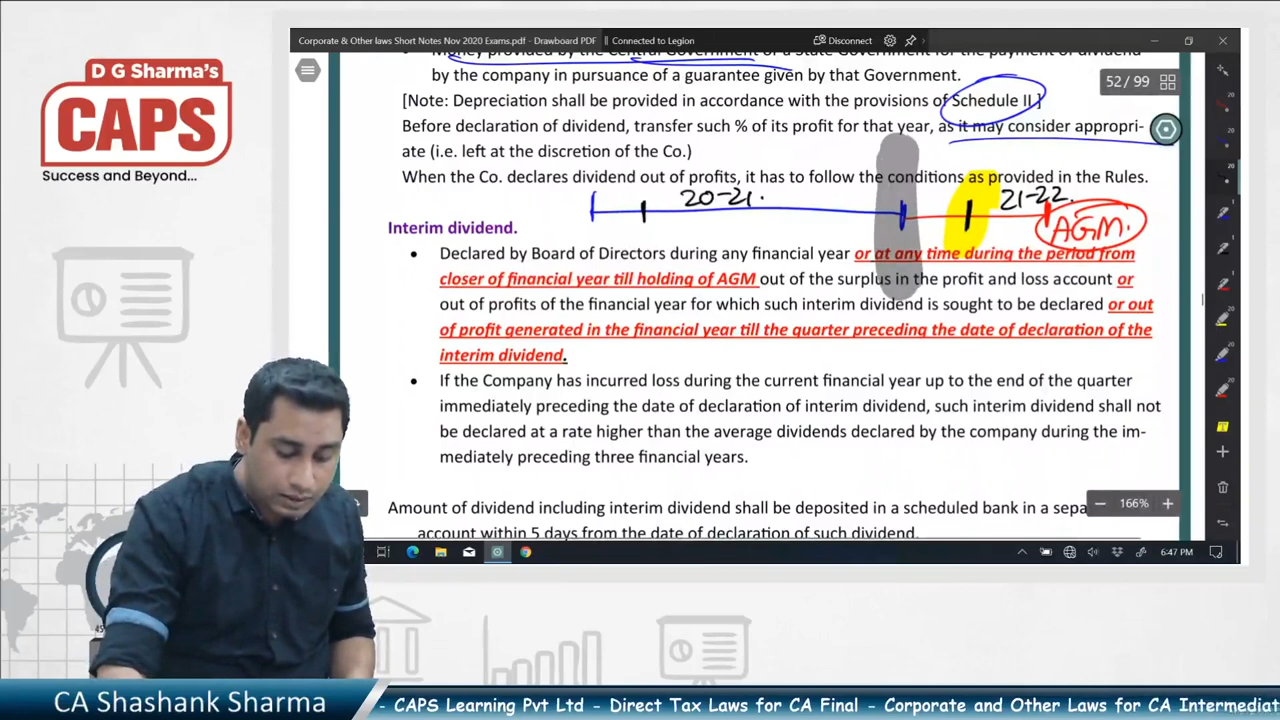 D G Sharma's
CAPS
Success and Beyond...
Corporate & Other laws Short Notes Nov 2020 Exams.pdf - Drawboard PDF || Connected to Legion
Disconnect
Money provided by the Central Government or a State Government for the payment of dividend
by the company in pursuance of a guarantee given by that Government.
52 / 99
[Note: Depreciation shall be provided in accordance with the provisions of Schedule II.]
Before declaration of dividend, transfer such % of its profit for that year, as it may consider appropri-
ate (i.e. left at the discretion of the Co.)
When the Co. declares dividend out of profits, it has to follow the conditions as provided in the Rules.
20-21.
21-22.
AGM.
Interim dividend.
• Declared by Board of Directors during any financial year or at any time during the period from
closer of financial year till holding of AGM out of the surplus in the profit and loss account or
out of profits of the financial year for which such interim dividend is sought to be declared or out
of profit generated in the financial year till the quarter preceding the date of declaration of the
interim dividend.
• If the Company has incurred loss during the current financial year up to the end of the quarter
immediately preceding the date of declaration of interim dividend, such interim dividend shall not
be declared at a rate higher than the average dividends declared by the company during the im-
mediately preceding three financial years.
Amount of dividend including interim dividend shall be deposited in a scheduled bank in a sepa
account within 5 days from the date of declaration of such dividend.
166%
6:47 PM
CA Shashank Sharma
- CAPS Learning Pvt Ltd – Direct Tax Laws for CA Final – Corporate and Other Laws for CA Intermediat